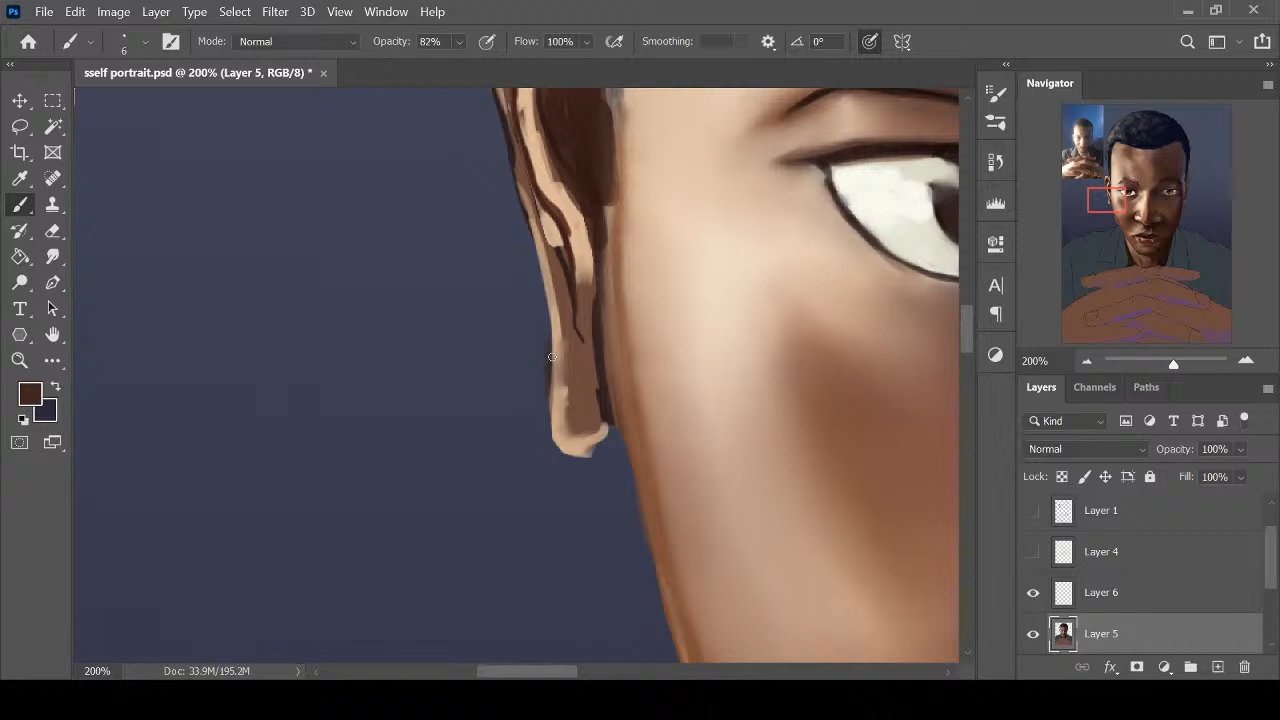 Ps File Edit Image Layer Type Select Filter 3D View Window Help
6 Mode: Normal Opacity: 82% Flow: 100% Smoothing: 0°
sself portrait.psd @ 200% (Layer 5, RGB/8) *
Navigator
200%
Layers Channels Paths
Kind
Normal Opacity: 100%
Lock: Fill: 100%
Layer 1
Layer 4
Layer 6
Layer 5
200% Doc: 33.9M/195.2M